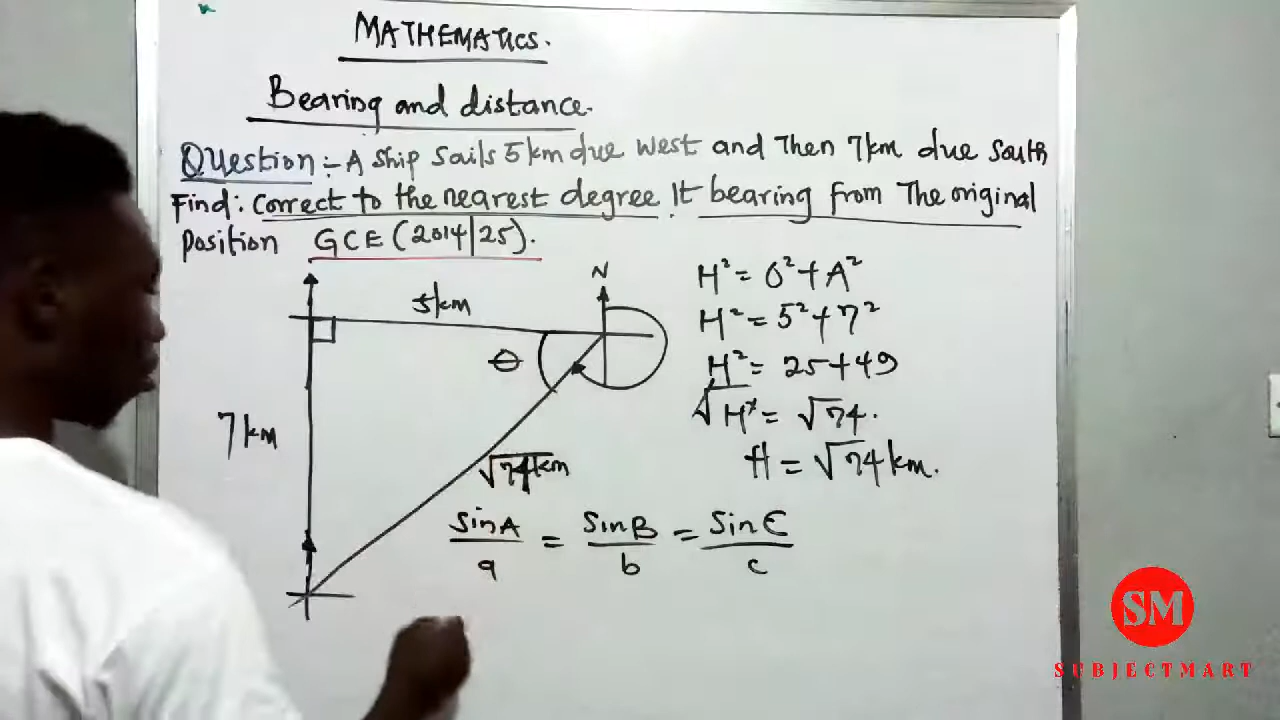 MATHEMATICS.
Bearing and distance.
Question:- A ship sails 5km due west and Then 7km due south
Find: Correct to the nearest degree It bearing from The original
Position GCE (2014|25).
N
5km
θ
7km
√74km
H² = O² + A²
H² = 5² + 7²
H² = 25 + 49
√H² = √74.
H = √74km.
SinA/a = SinB/b = SinC/c
SM
SUBJECTMART